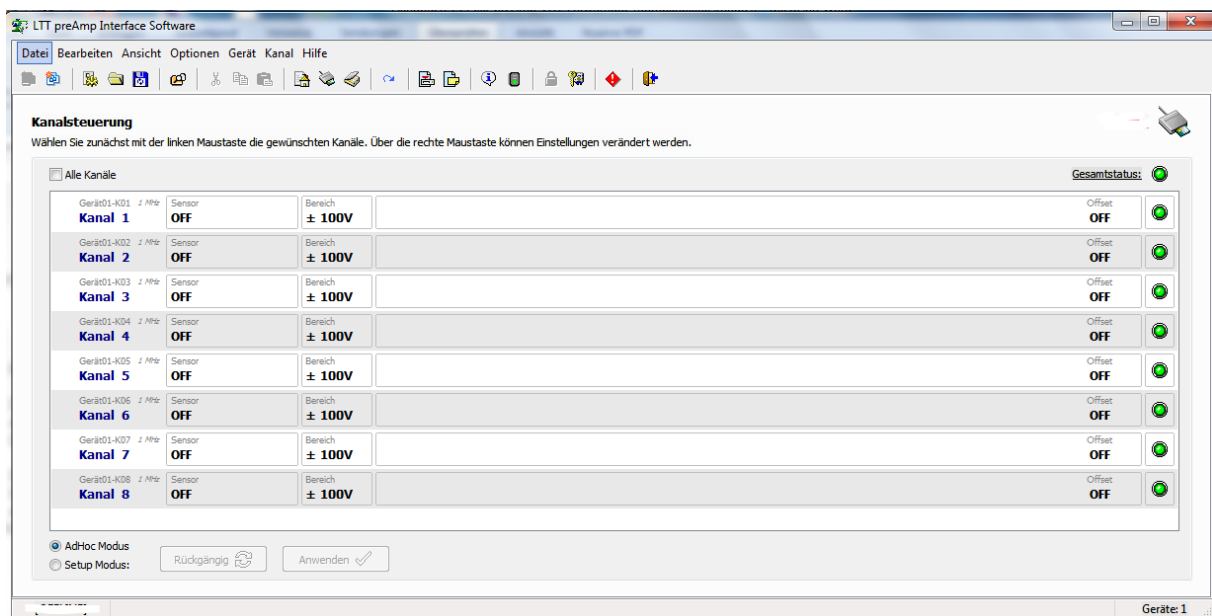 LTT preAmp Interface Software
Datei Bearbeiten Ansicht Optionen Gerät Kanal Hilfe
Kanalsteuerung
Wählen Sie zunächst mit der linken Maustaste die gewünschten Kanäle. Über die rechte Maustaste können Einstellungen verändert werden.
Alle Kanäle Gesamtstatus:
Gerät01-K01 1 MHz Sensor Bereich Offset
Kanal 1 OFF ± 100V OFF
Gerät01-K02 1 MHz Sensor Bereich Offset
Kanal 2 OFF ± 100V OFF
Gerät01-K03 1 MHz Sensor Bereich Offset
Kanal 3 OFF ± 100V OFF
Gerät01-K04 1 MHz Sensor Bereich Offset
Kanal 4 OFF ± 100V OFF
Gerät01-K05 1 MHz Sensor Bereich Offset
Kanal 5 OFF ± 100V OFF
Gerät01-K06 1 MHz Sensor Bereich Offset
Kanal 6 OFF ± 100V OFF
Gerät01-K07 1 MHz Sensor Bereich Offset
Kanal 7 OFF ± 100V OFF
Gerät01-K08 1 MHz Sensor Bereich Offset
Kanal 8 OFF ± 100V OFF
AdHoc Modus
Setup Modus: Rückgängig Anwenden
Geräte: 1